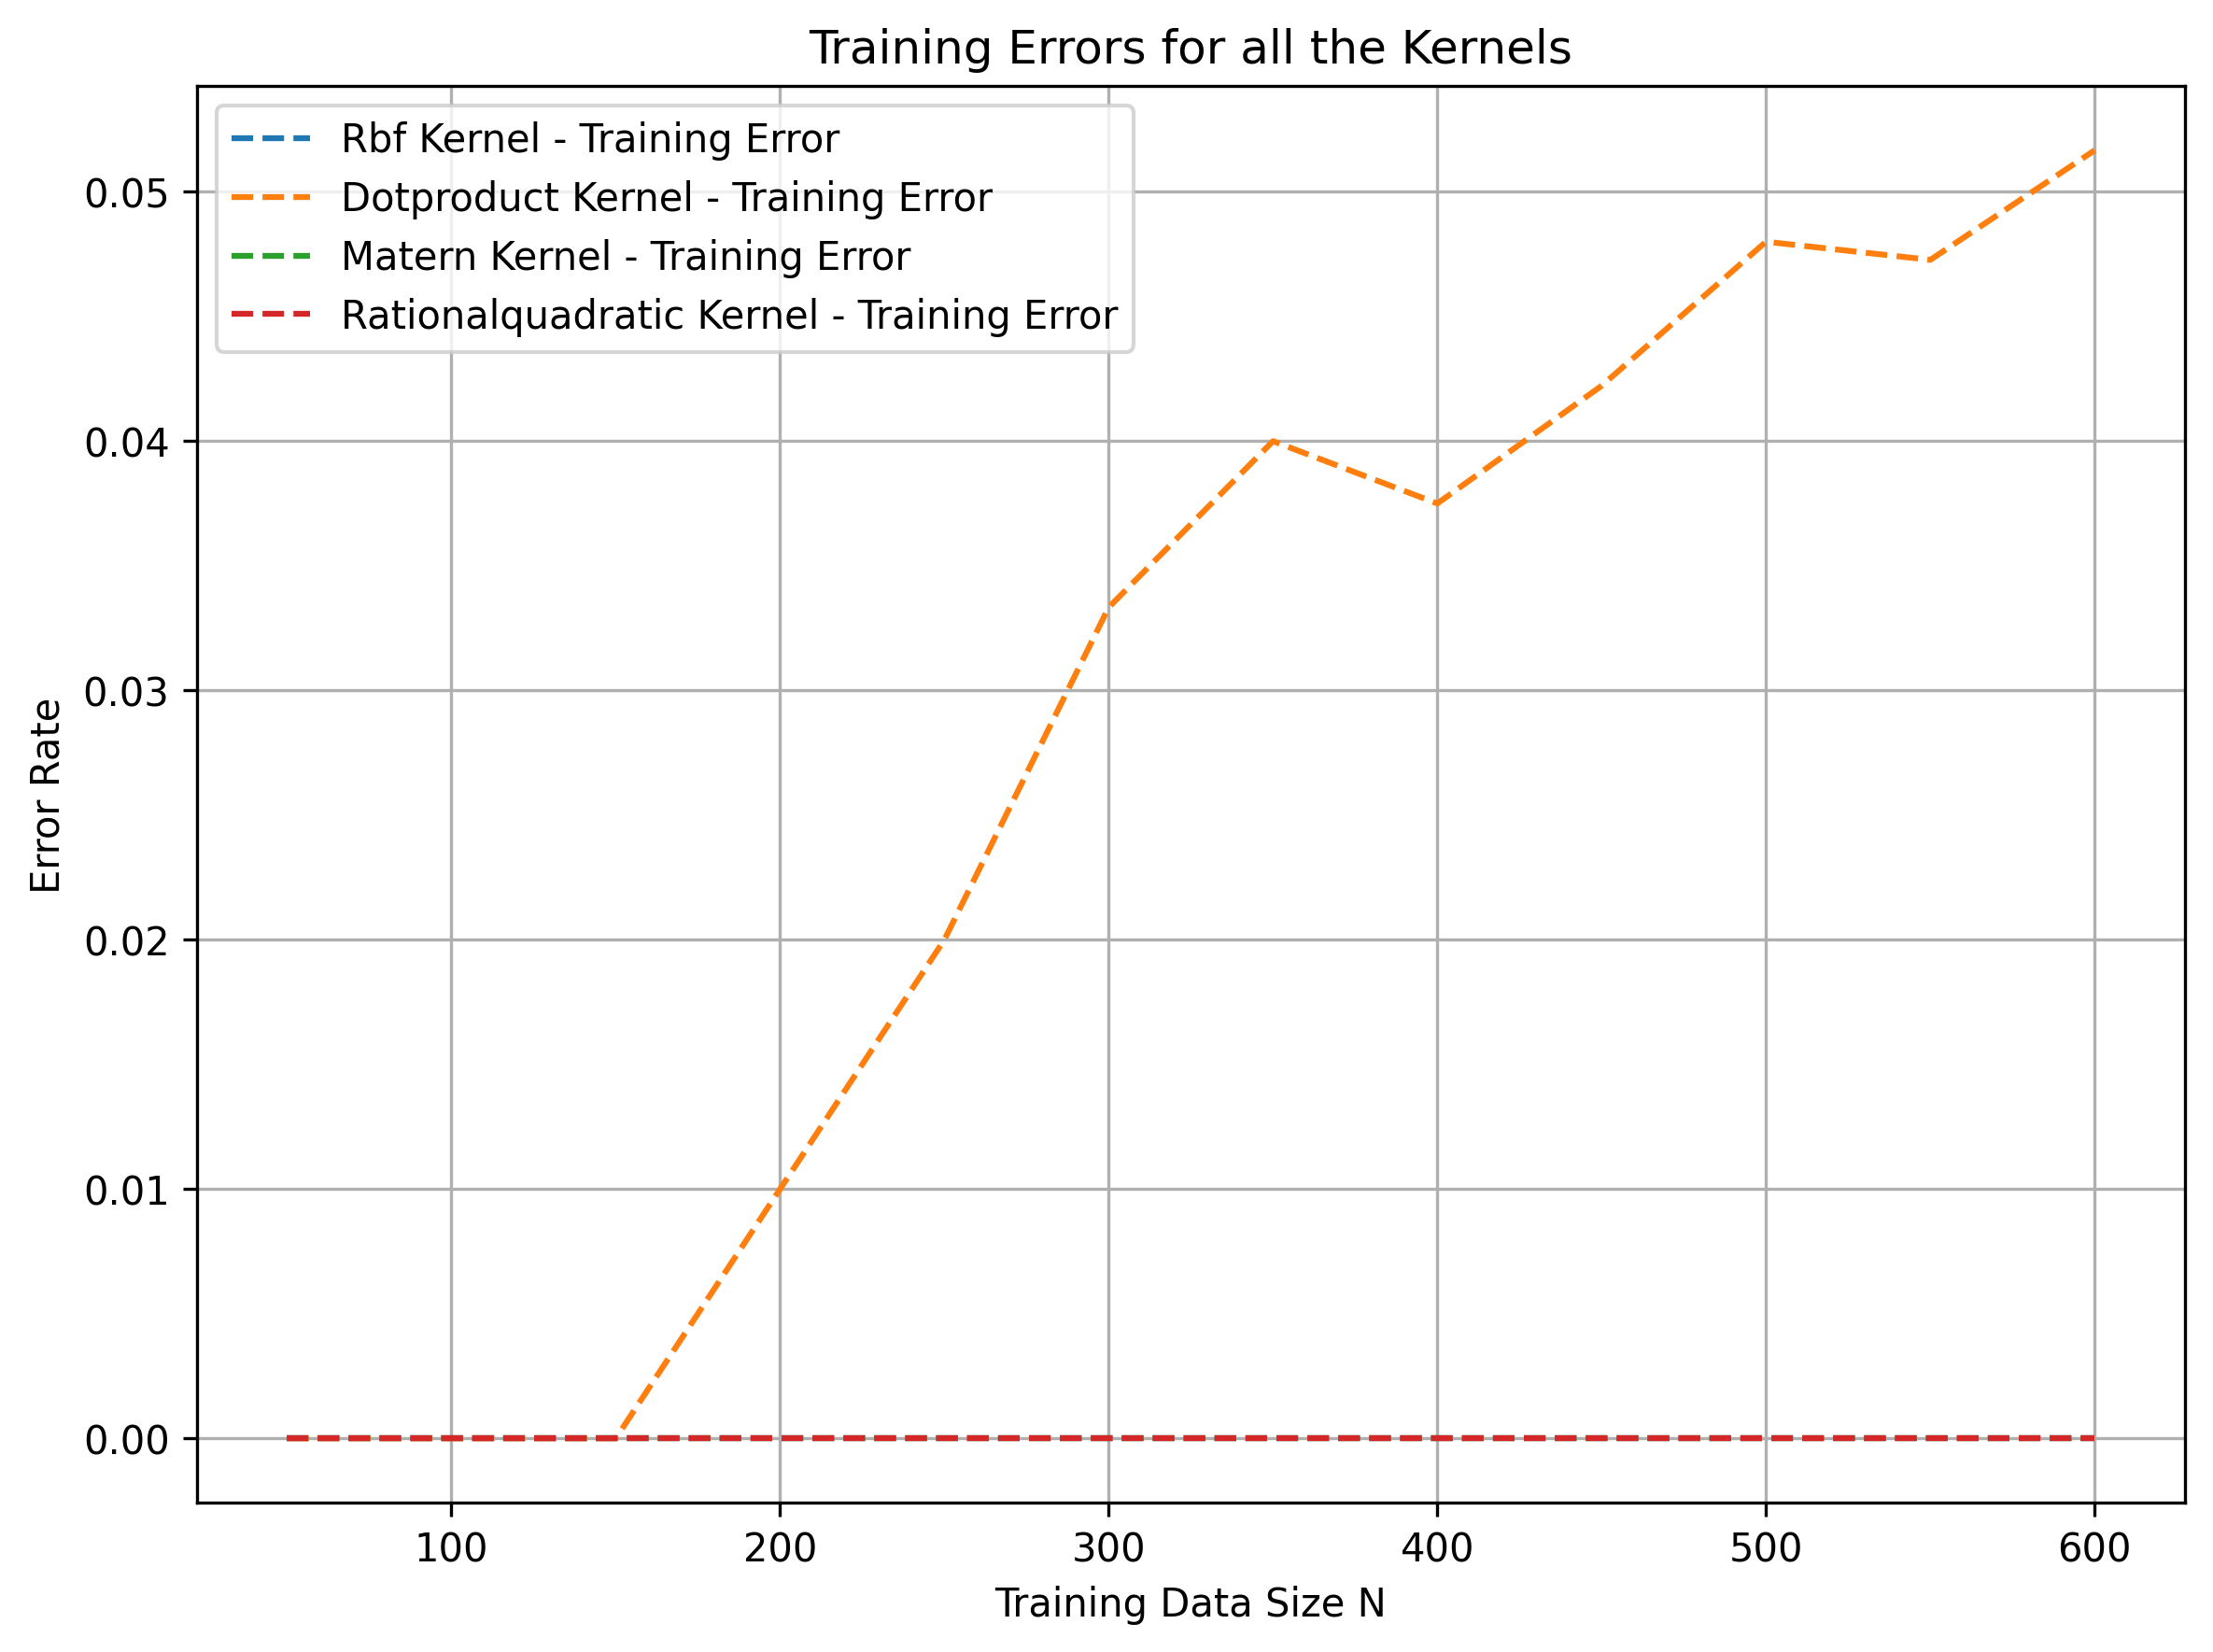 Training Errors for all the Kernels
Rbf Kernel - Training Error
Dotproduct Kernel - Training Error
Matern Kernel - Training Error
Rationalquadratic Kernel - Training Error
0.05
0.04
0.03
0.02
0.01
0.00
Error Rate
100 200 300 400 500 600
Training Data Size N